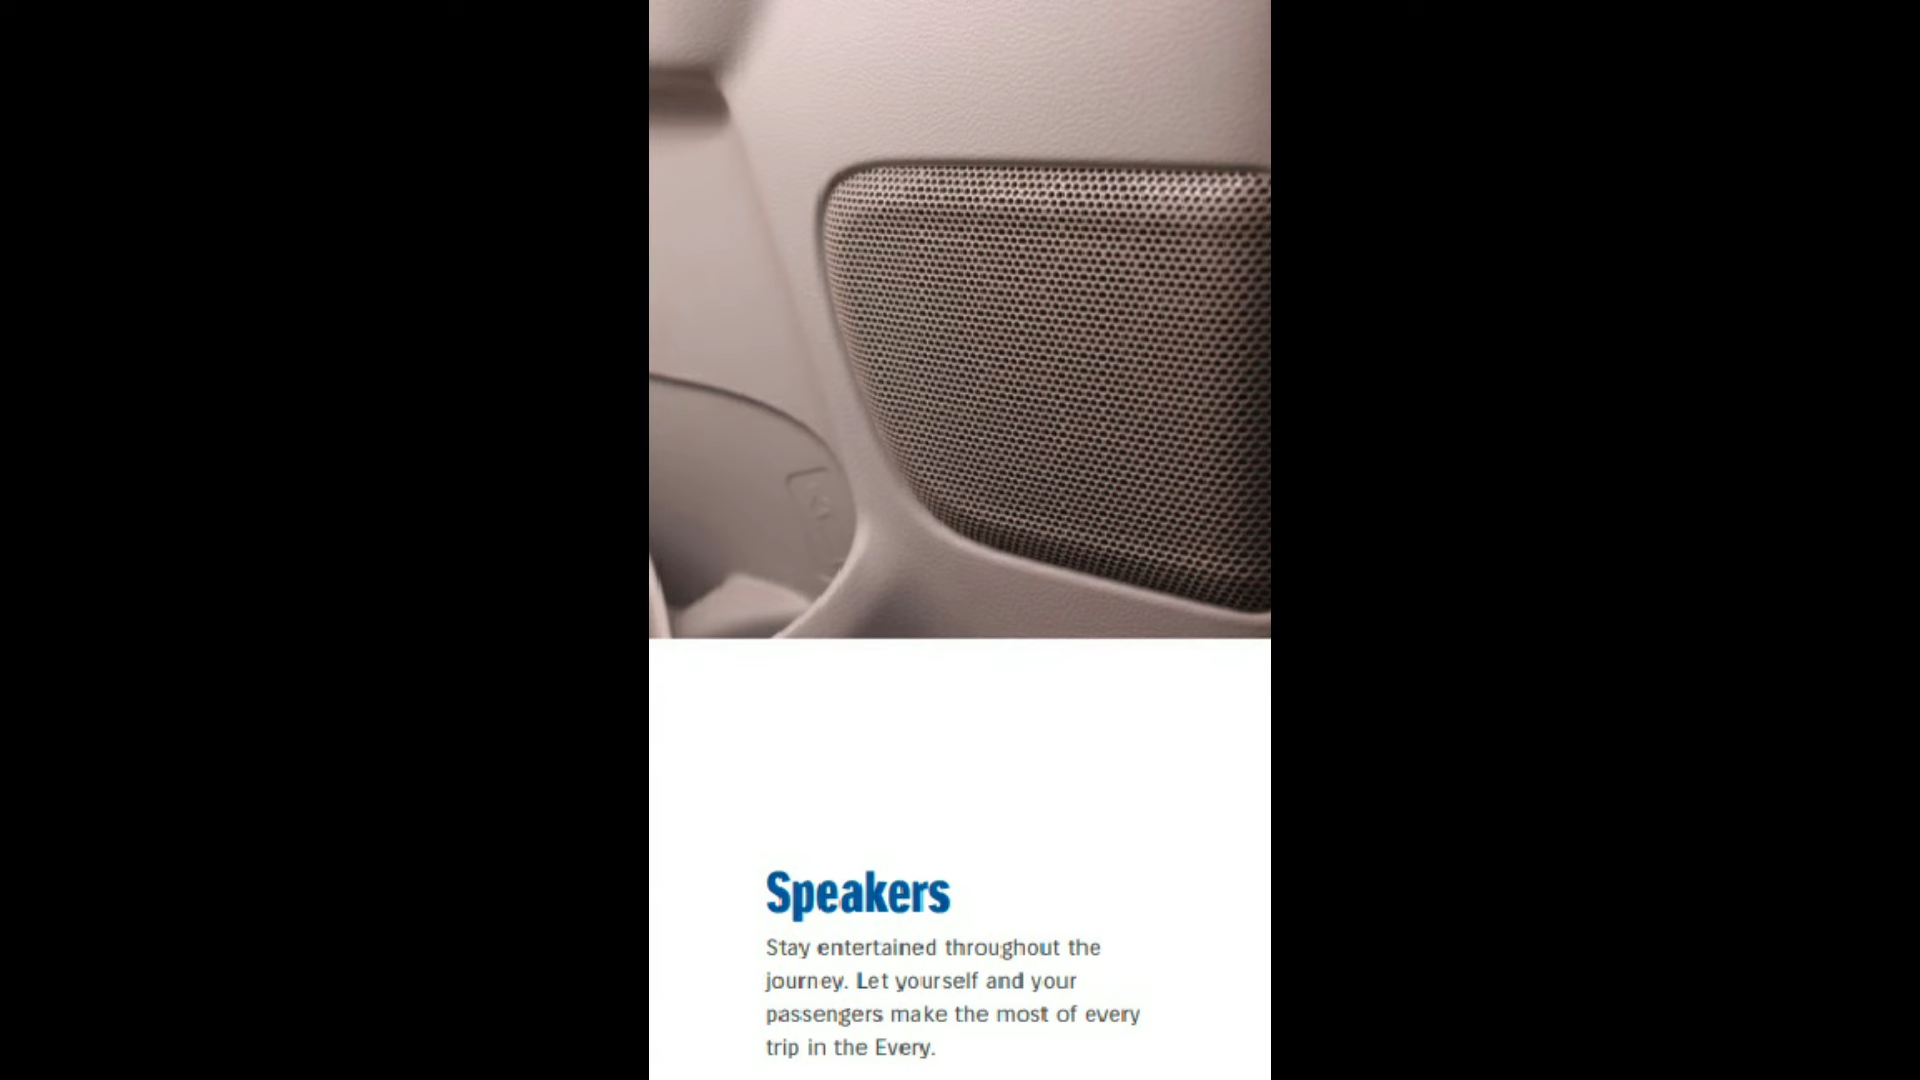 Speakers
Stay entertained throughout the
journey. Let yourself and your
passengers make the most of every
trip in the Every.